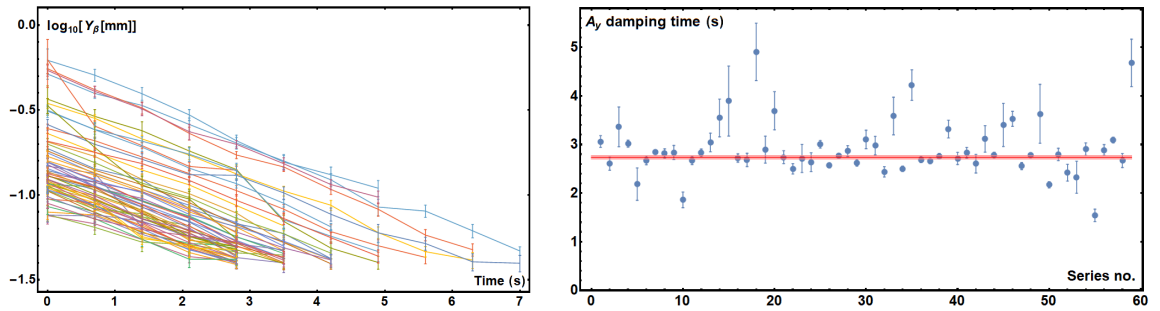 log10[Yβ[mm]]
0.0
−0.5
−1.0
−1.5
0 1 2 3 4 5 6 7
Time (s)
Ay damping time (s)
5
4
3
2
1
0
0 10 20 30 40 50 60
Series no.